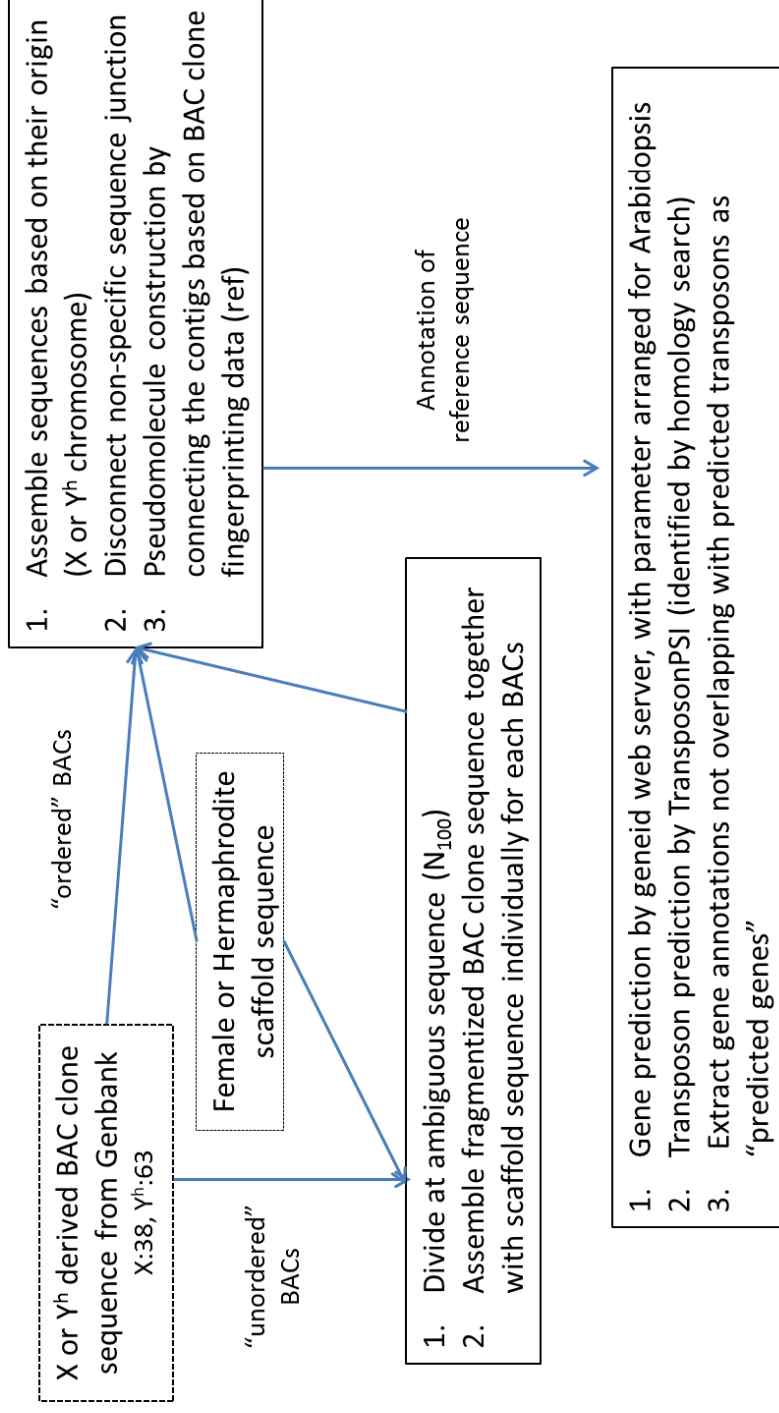 X or Yʰ derived BAC clone
sequence from Genbank
X:38, Yʰ:63
“ordered” BACs
“unordered”
BACs
Female or Hermaphrodite
scaffold sequence
1. Assemble sequences based on their origin
(X or Yʰ chromosome)
2. Disconnect non-specific sequence junction
3. Pseudomolecule construction by
connecting the contigs based on BAC clone
fingerprinting data (ref)
1. Divide at ambiguous sequence (N₁₀₀)
2. Assemble fragmentized BAC clone sequence together
with scaffold sequence individually for each BACs
Annotation of
reference sequence
1. Gene prediction by geneid web server, with parameter arranged for Arabidopsis
2. Transposon prediction by TransposonPSI (identified by homology search)
3. Extract gene annotations not overlapping with predicted transposons as
“predicted genes”